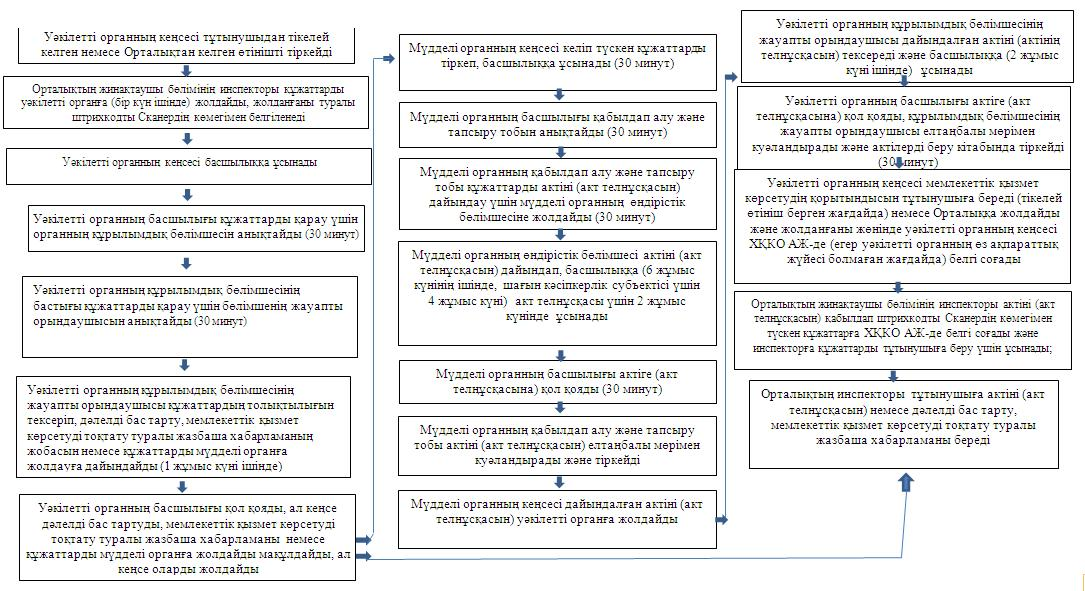 Уәкілетті органның кеңсесі тұтынушыдан тікелей
келген немесе Орталықтан келген өтінішті тіркейді
Орталықтың жинақтаушы бөлімінің инспекторы құжаттарды
уәкілетті органға (бір күн ішінде) жолдайды, жолданғаны туралы
штрихкодты Сканердің көмегімен белгіленеді
Уәкілетті органның кенсесі басшылыққа ұсынады
Уәкілетті органның басшылығы құжаттарды қарау үшін
органның құрылымдық бөлімшесін анықтайды (30 минут)
Уәкілетті органның құрылымдық бөлімшесінің
бастығы құжаттарды қарау үшін бөлімшенің жауапты
орындаушысын анықтайды (30 минут)
Уәкілетті органның құрылымдық бөлімшесінің
жауапты орындаушысы құжаттардың толықтылығын
тексеріп, дәлелді бас тарту, мемлекеттік қызмет
көрсетуді тоқтату туралы жазбаша хабарламаның
жобасын немесе құжаттарды мүдделі органға
жолдауға дайындайды (1 жұмыс күні ішінде)
Уәкілетті органның басшылығы қол қояды, ал кеңсе
дәлелді бас тартуды, мемлекеттік қызмет көрсетуді
тоқтату туралы жазбаша хабарламаны немесе
құжаттарды мүдделі органға жолдайды мақұлдайды, ал
кеңсе оларды жолдайды
Мүдделі органның кеңсесі келіп түскен құжаттарды
тіркеп, басшылыққа ұсынады (30 минут)
Мүдделі органның басшылығы қабылдап алу және
тапсыру тобын анықтайды (30 минут)
Мүдделі органның қабылдап алу және тапсыру
тобы құжаттарды актіні (акт телнұсқасын)
дайындау үшін мүдделі органның өндірістік
бөлімшесіне жолдайды (30 минут)
Мүдделі органның өндірістік бөлімшесі актіні (акт
телнұсқасын) дайындап, басшылыққа (6 жұмыс
күнінің ішінде, шағын кәсіпкерлік субъектісі үшін
4 жұмыс күні) акт телнұсқасы үшін 2 жұмыс
күнінде ұсынады
Мүдделі органның басшылығы актіге (акт
телнұсқасына) қол қояды (30 минут)
Мүдделі органның қабылдап алу және тапсыру
тобы актіні (акт телнұсқасын) елтаңбалы мөрімен
куәландырады және тіркейді
Мүдделі органның кеңсесі дайындалған актіні (акт
телнұсқасын) уәкілетті органға жолдайды
Уәкілетті органның құрылымдық бөлімшесінің
жауапты орындаушысы дайындалған актіні (актінің
телнұсқасын) тексереді және басшылыққа (2 жұмыс
күні ішінде) ұсынады
Уәкілетті органның басшылығы актіге (акт
телнұсқасына) қол қояды, құрылымдық бөлімшесінің
жауапты орындаушысы елтаңбалы мөрімен
куәландырады және актілерді беру кітабында тіркейді
(30 минут)
Уәкілетті органның кеңсесі мемлекеттік қызмет
көрсетудің қорытындысын тұтынушыға береді (тікелей
өтініш берген жағдайда) немесе Орталыққа жолдайды
және жолданғаны жөнінде уәкілетті органның кеңсесі
ХҚКО АЖ-де (егер уәкілетті органның өз ақпараттық
жүйесі болмаған жағдайда) белгі соғады
Орталықтың жинақтаушы бөлімінің инспекторы актіні (акт
телнұсқасын) қабылдап штрихкодты Сканердің көмегімен
түскен құжаттарға ХҚКО АЖ-де белгі соғады және
инспекторға құжаттарды тұтынушыға беру үшін ұсынады;
Орталықтың инспекторы тұтынушыға актіні (акт
телнұсқасын) немесе дәлелді бас тарту,
мемлекеттік қызмет көрсетуді тоқтату туралы
жазбаша хабарламаны береді